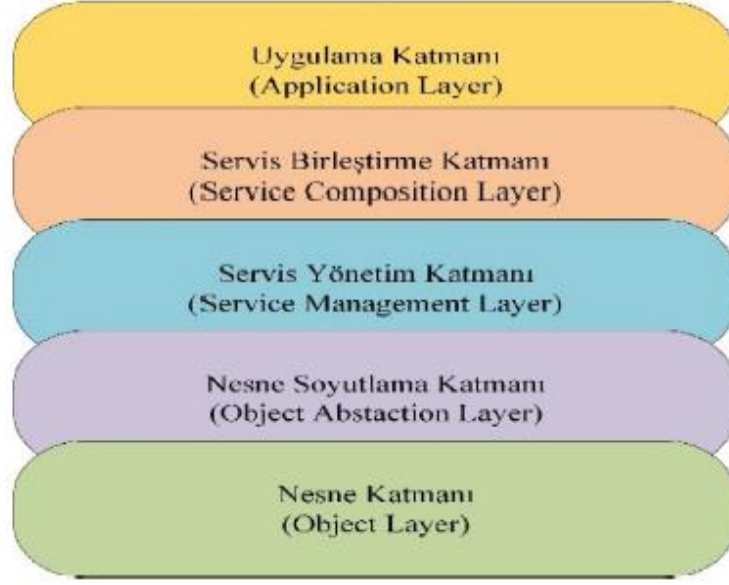 Uygulama Katmanı
(Application Layer)
Servis Birleştirme Katmanı
(Service Composition Layer)
Servis Yönetim Katmanı
(Service Management Layer)
Nesne Soyutlama Katmanı
(Object Abstaction Layer)
Nesne Katmanı
(Object Layer)